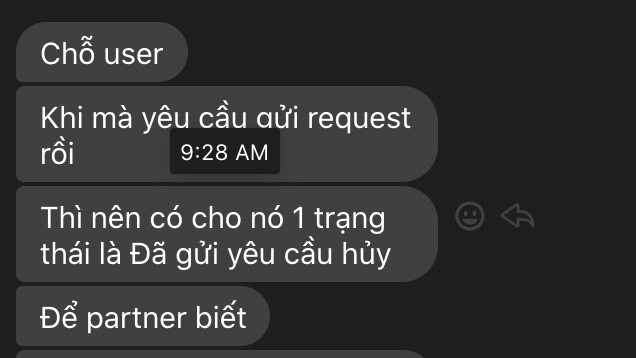 Chỗ user
Khi mà yêu cầu gửi request
rồi
9:28 AM
Thì nên có cho nó 1 trạng
thái là Đã gửi yêu cầu hủy
Để partner biết